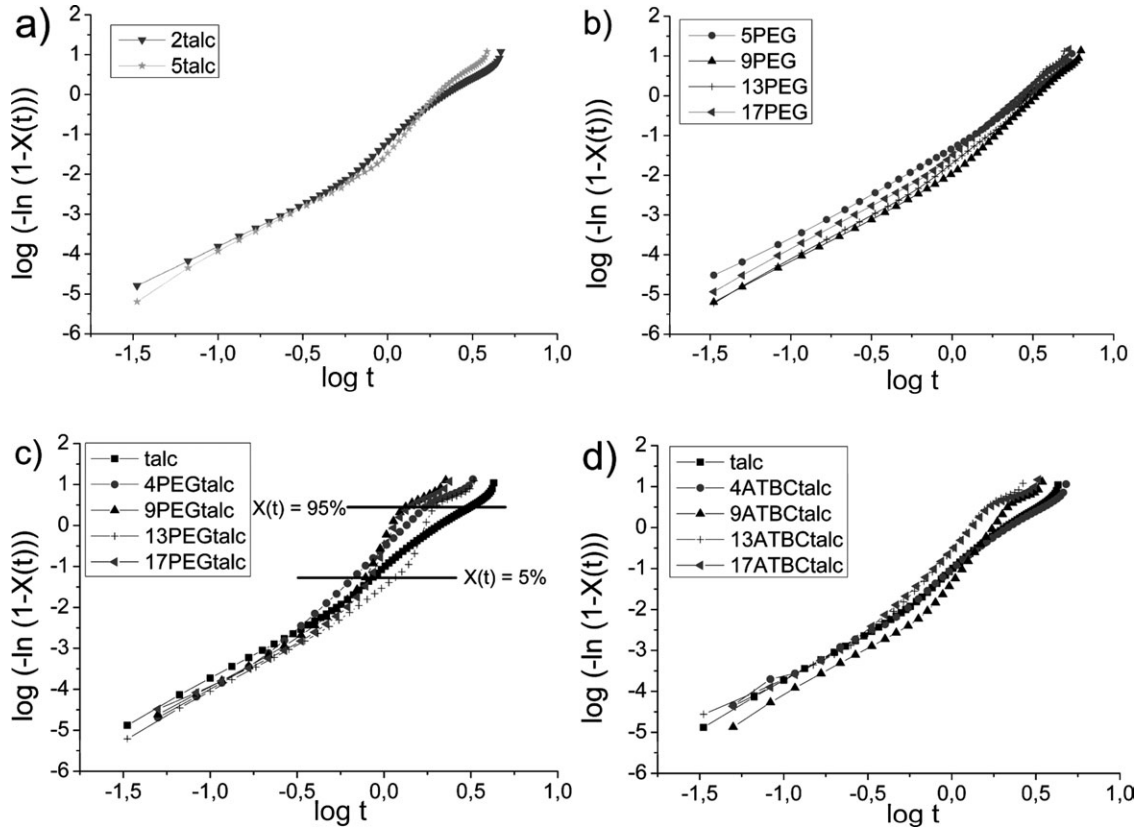 a)
2talc
5talc
log (-ln (1-X(t)))
2
1
0
-1
-2
-3
-4
-5
-6
-1,5
-1,0
-0,5
0,0
0,5
1,0
log t
b)
5PEG
9PEG
13PEG
17PEG
log (-ln (1-X(t)))
2
1
0
-1
-2
-3
-4
-5
-6
-1,5
-1,0
-0,5
0,0
0,5
1,0
log t
c)
talc
4PEGtalc
9PEGtalc
13PEGtalc
17PEGtalc
X(t) = 95%
X(t) = 5%
log (-ln (1-X(t)))
2
1
0
-1
-2
-3
-4
-5
-6
-1,5
-1,0
-0,5
0,0
0,5
1,0
log t
d)
talc
4ATBCtalc
9ATBCtalc
13ATBCtalc
17ATBCtalc
log (-ln (1-X(t)))
2
1
0
-1
-2
-3
-4
-5
-6
-1,5
-1,0
-0,5
0,0
0,5
1,0
log t